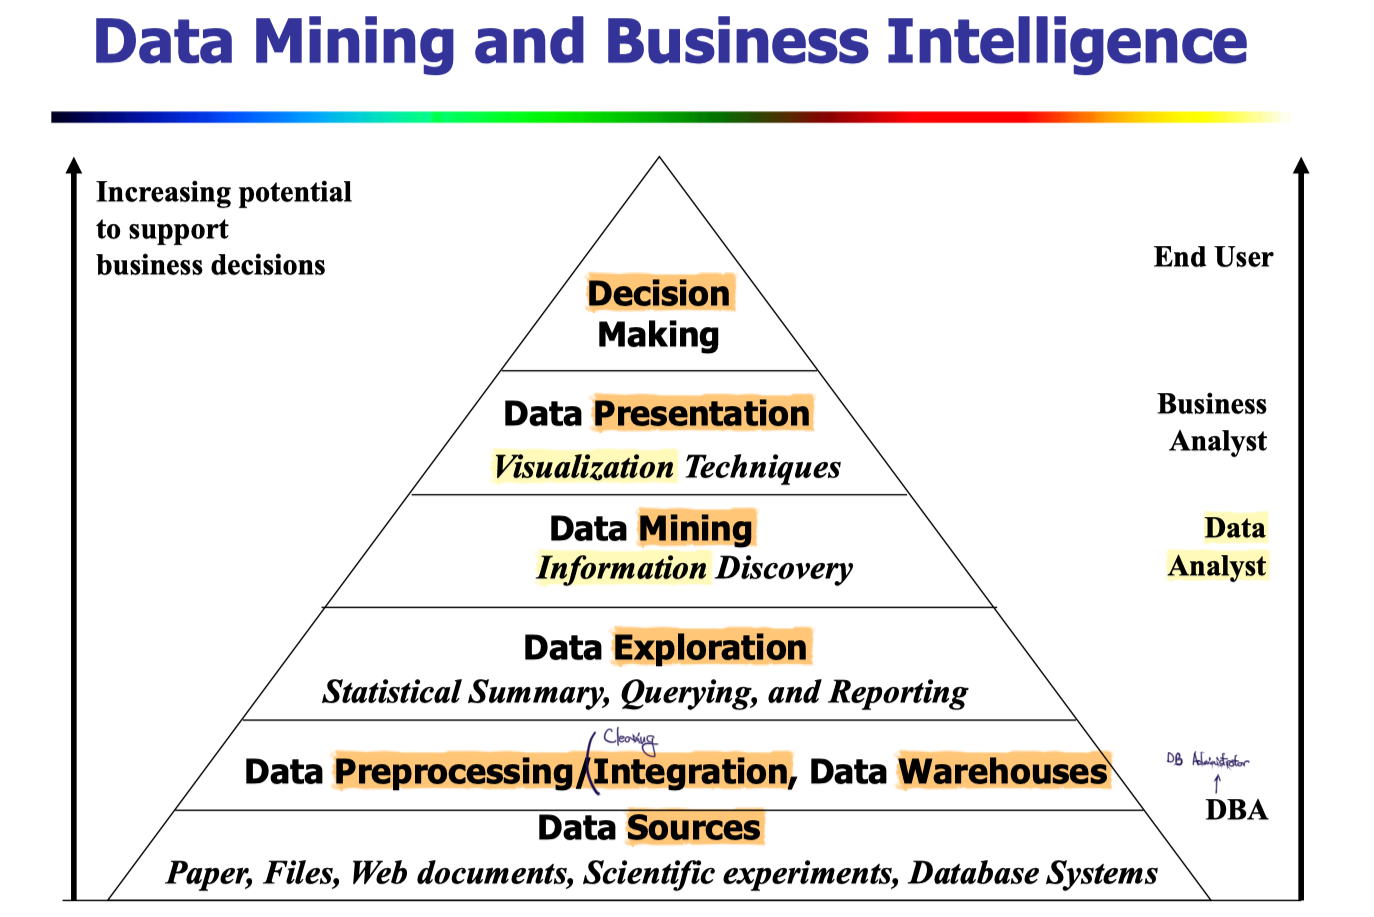 Data Mining and Business Intelligence
Increasing potential
to support
business decisions
End User
Decision
Making
Data Presentation
Visualization Techniques
Business
Analyst
Data Mining
Information Discovery
Data
Analyst
Data Exploration
Statistical Summary, Querying, and Reporting
Cleaning
Data Preprocessing/Integration, Data Warehouses
DB Administrator
DBA
Data Sources
Paper, Files, Web documents, Scientific experiments, Database Systems